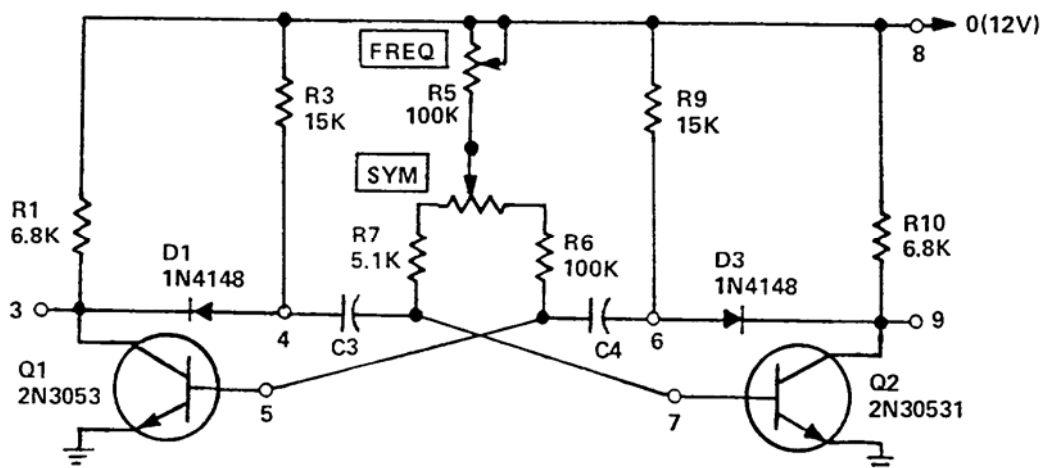 0(12V)
8
FREQ
R5
100K
R3
15K
R9
15K
SYM
R1
6.8K
D1
1N4148
R7
5.1K
R6
100K
D3
1N4148
R10
6.8K
3
4
C3
C4
6
9
Q1
2N3053
5
7
Q2
2N30531